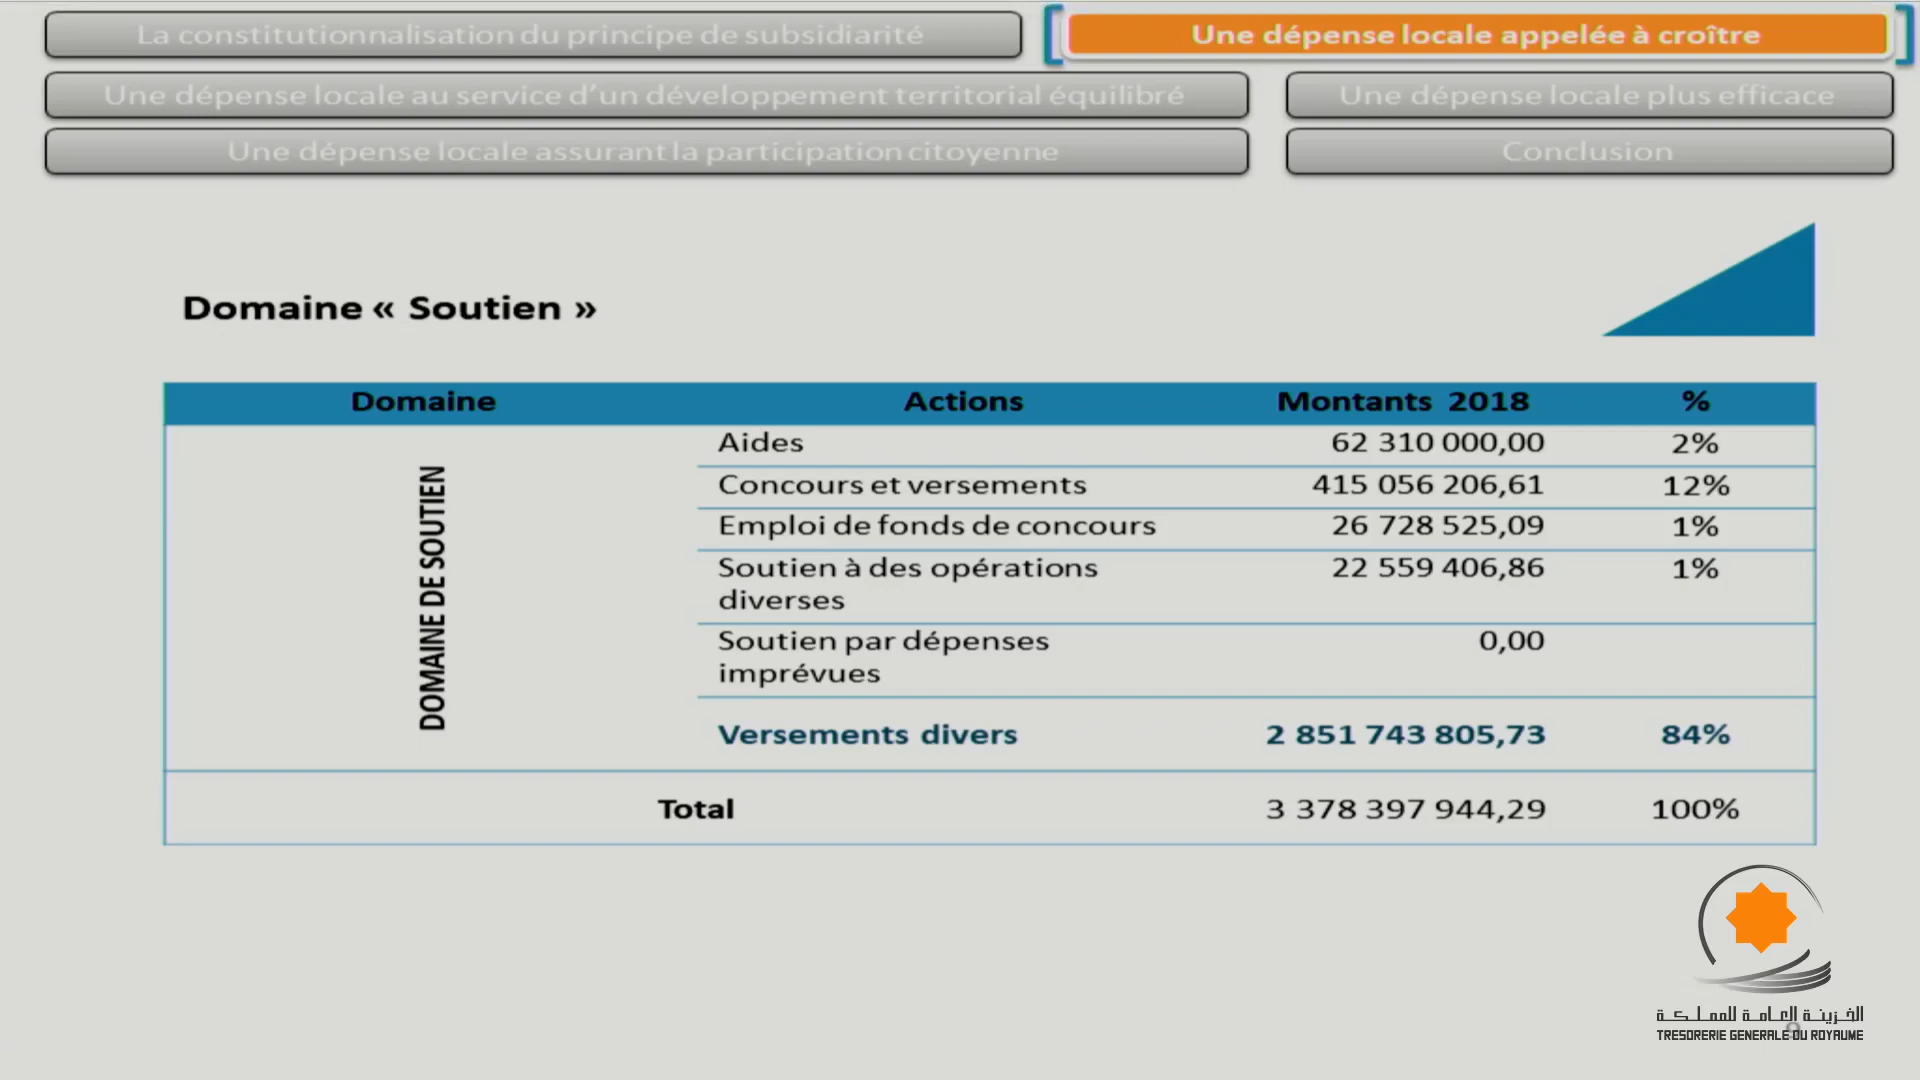 La constitutionnalisation du principe de subsidiarité
Une dépense locale appelée à croître
Une dépense locale au service d’un développement territorial équilibré
Une dépense locale plus efficace
Une dépense locale assurant la participation citoyenne
Conclusion
Domaine « Soutien »
Domaine Actions Montants 2018 %
DOMAINE DE SOUTIEN
Aides 62 310 000,00 2%
Concours et versements 415 056 206,61 12%
Emploi de fonds de concours 26 728 525,09 1%
Soutien à des opérations 22 559 406,86 1%
diverses
Soutien par dépenses 0,00
imprévues
Versements divers 2 851 743 805,73 84%
Total 3 378 397 944,29 100%
الخزينة العامة للمملكة
TRESORERIE GENERALE DU ROYAUME
9